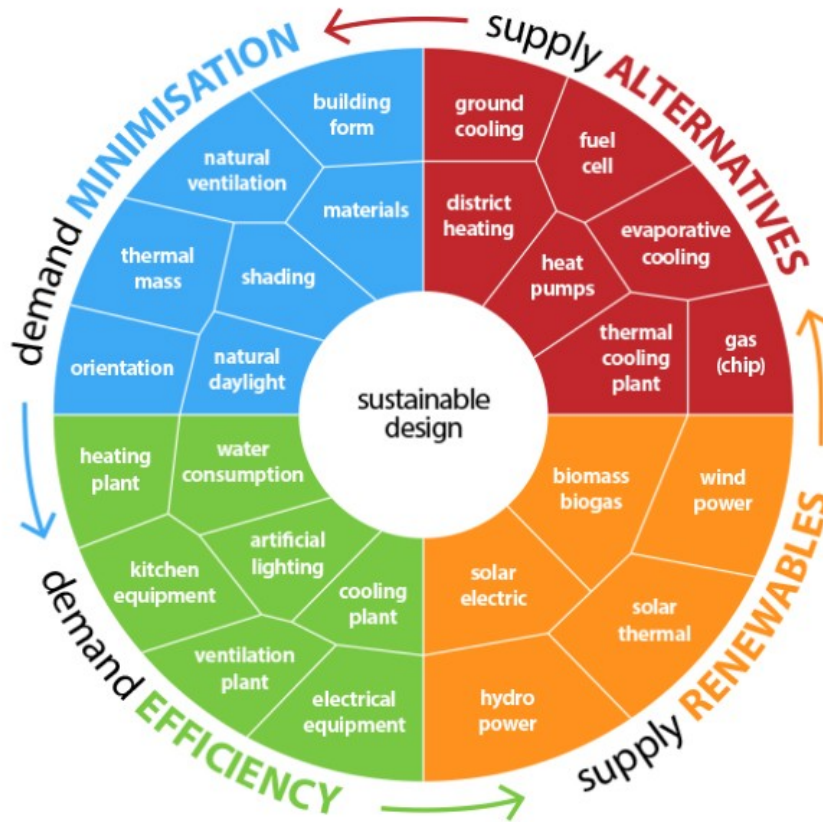 supply ALTERNATIVES
ground
cooling
fuel
cell
district
heating
evaporative
cooling
heat
pumps
thermal
cooling
plant
gas
(chip)
demand MINIMISATION
building
form
natural
ventilation
materials
thermal
mass
shading
orientation
natural
daylight
sustainable
design
demand EFFICIENCY
heating
plant
water
consumption
artificial
lighting
kitchen
equipment
cooling
plant
ventilation
plant
electrical
equipment
supply RENEWABLES
biomass
biogas
wind
power
solar
electric
solar
thermal
hydro
power